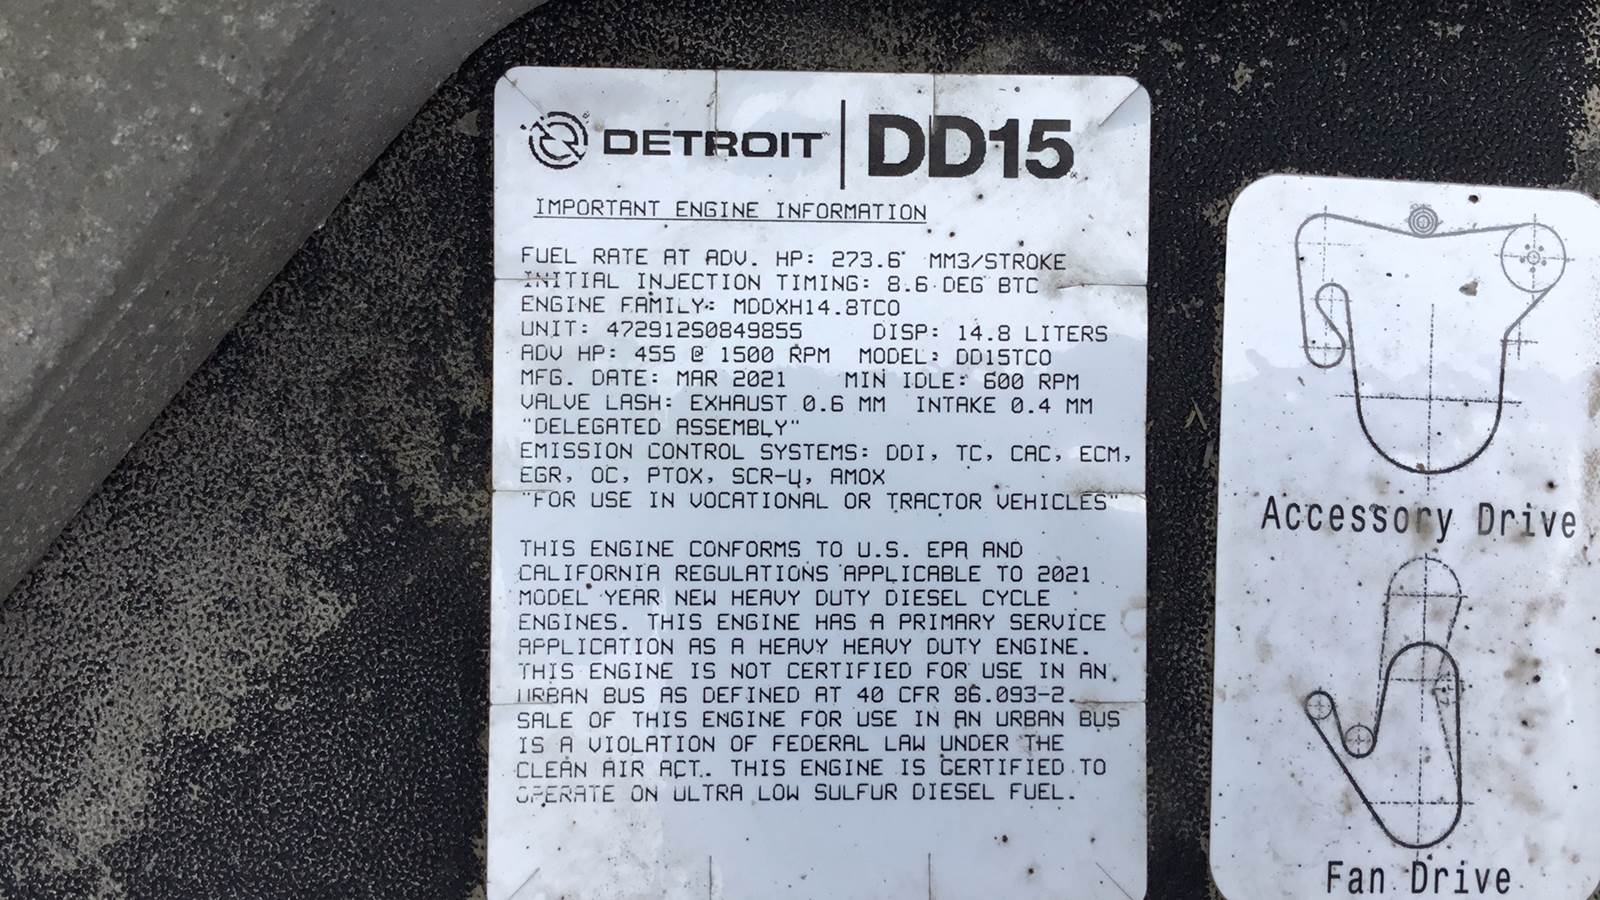 DETROIT DD15
IMPORTANT ENGINE INFORMATION
FUEL RATE AT ADV. HP: 273.6 MM3/STROKE
INITIAL INJECTION TIMING: 8.6 DEG BTC
ENGINE FAMILY: MDDXH14.8TCO
UNIT: 472912S0849855 DISP: 14.8 LITERS
ADV HP: 455 @ 1500 RPM MODEL: DD15TCO
MFG. DATE: MAR 2021 MIN IDLE: 600 RPM
VALVE LASH: EXHAUST 0.6 MM INTAKE 0.4 MM
"DELEGATED ASSEMBLY"
EMISSION CONTROL SYSTEMS: DDI, TC, CAC, ECM,
EGR, OC, PTOX, SCR-U, AMOX
"FOR USE IN VOCATIONAL OR TRACTOR VEHICLES"
THIS ENGINE CONFORMS TO U.S. EPA AND
CALIFORNIA REGULATIONS APPLICABLE TO 2021
MODEL YEAR NEW HEAVY DUTY DIESEL CYCLE
ENGINES. THIS ENGINE HAS A PRIMARY SERVICE
APPLICATION AS A HEAVY HEAVY DUTY ENGINE.
THIS ENGINE IS NOT CERTIFIED FOR USE IN AN
URBAN BUS AS DEFINED AT 40 CFR 86.093-2.
SALE OF THIS ENGINE FOR USE IN AN URBAN BUS
IS A VIOLATION OF FEDERAL LAW UNDER THE
CLEAN AIR ACT. THIS ENGINE IS CERTIFIED TO
OPERATE ON ULTRA LOW SULFUR DIESEL FUEL.
Accessory Drive
Fan Drive